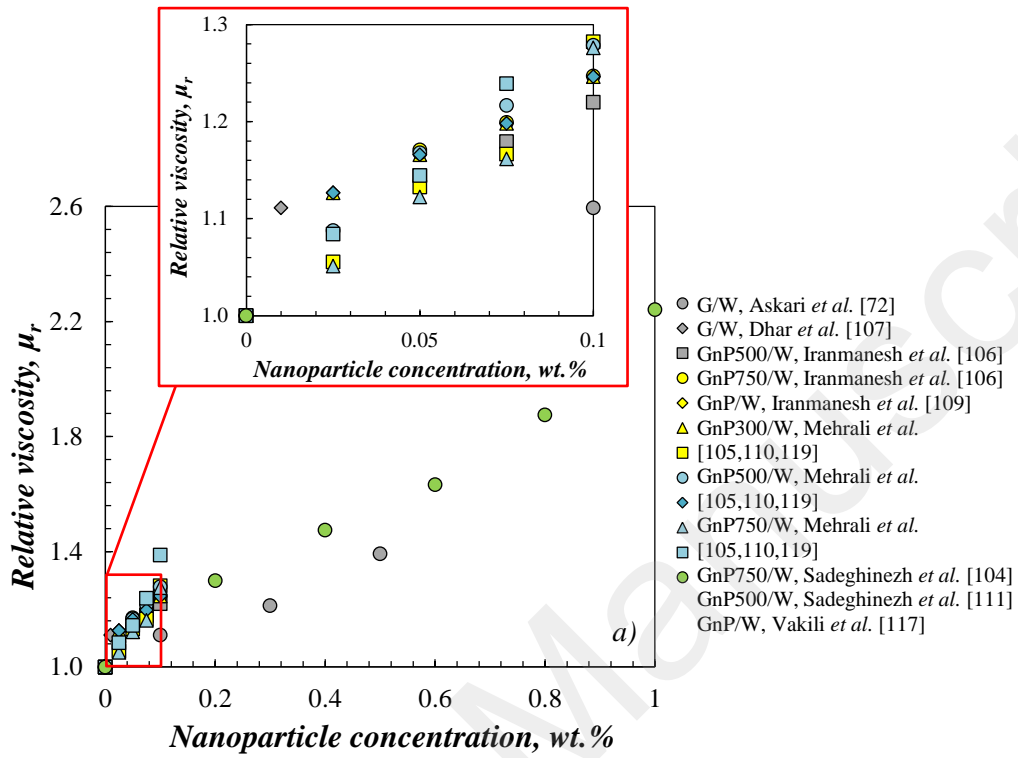 1.3
1.2
1.1
1.0
Relative viscosity, μr
0
0.05
0.1
Nanoparticle concentration, wt.%
2.6
2.2
1.8
1.4
1.0
Relative viscosity, μr
0
0.2
0.4
0.6
0.8
1
Nanoparticle concentration, wt.%
a)
G/W, Askari et al. [72]
G/W, Dhar et al. [107]
GnP500/W, Iranmanesh et al. [106]
GnP750/W, Iranmanesh et al. [106]
GnP/W, Iranmanesh et al. [109]
GnP300/W, Mehrali et al.
[105,110,119]
GnP500/W, Mehrali et al.
[105,110,119]
GnP750/W, Mehrali et al.
[105,110,119]
GnP750/W, Sadeghinezh et al. [104]
GnP500/W, Sadeghinezh et al. [111]
GnP/W, Vakili et al. [117]
Manuscri